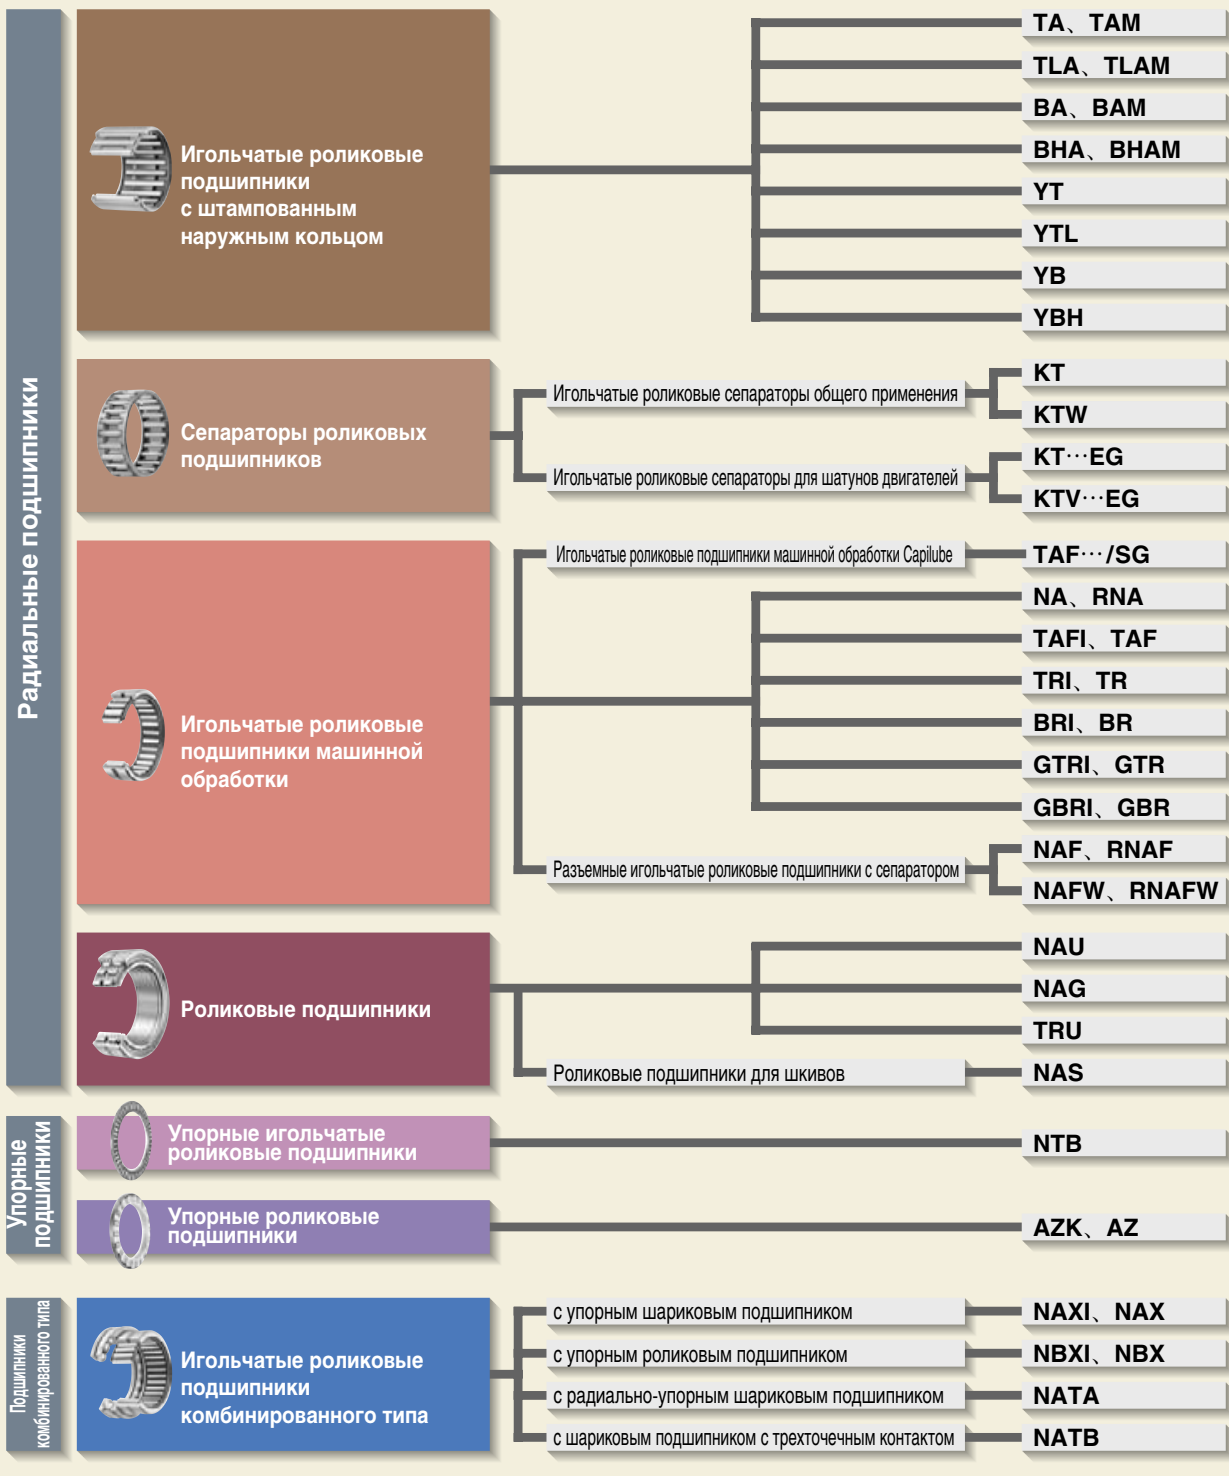 Радиальные подшипники
Игольчатые роликовые
подшипники
с штампованным
наружным кольцом
TA、TAM
TLA、TLAM
BA、BAM
BHA、BHAM
YT
YTL
YB
YBH
Сепараторы роликовых
подшипников
Игольчатые роликовые сепараторы общего применения
KT
KTW
Игольчатые роликовые сепараторы для шатунов двигателей
KT···EG
KTV···EG
Игольчатые роликовые
подшипники машинной
обработки
Игольчатые роликовые подшипники машинной обработки Capilube
TAF···/SG
NA、RNA
TAFI、TAF
TRI、TR
BRI、BR
GTRI、GTR
GBRI、GBR
Разъемные игольчатые роликовые подшипники с сепаратором
NAF、RNAF
NAFW、RNAFW
Роликовые подшипники
NAU
NAG
TRU
Роликовые подшипники для шкивов
NAS
Упорные
подшипники
Упорные игольчатые
роликовые подшипники
NTB
Упорные роликовые
подшипники
AZK、AZ
Подшипники
комбинированного типа
Игольчатые роликовые
подшипники
комбинированного типа
с упорным шариковым подшипником
NAXI、NAX
с упорным роликовым подшипником
NBXI、NBX
с радиально-упорным шариковым подшипником
NATA
с шариковым подшипником с трехточечным контактом
NATB